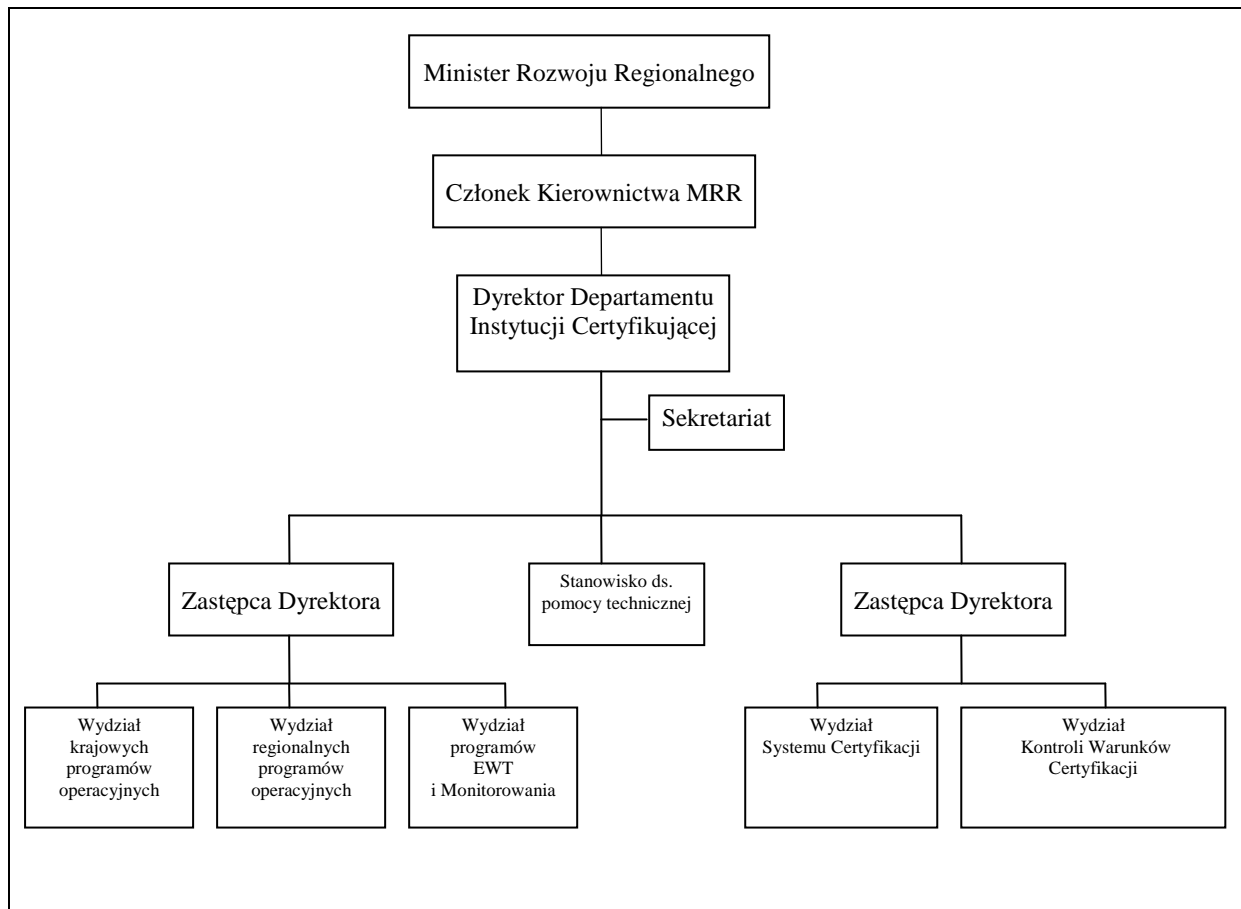 Minister Rozwoju Regionalnego
Członek Kierownictwa MRR
Dyrektor Departamentu
Instytucji Certyfikującej
Sekretariat
Zastępca Dyrektora
Stanowisko ds.
pomocy technicznej
Zastępca Dyrektora
Wydział
krajowych
programów
operacyjnych
Wydział
regionalnych
programów
operacyjnych
Wydział
programów
EWT
i Monitorowania
Wydział
Systemu Certyfikacji
Wydział
Kontroli Warunków
Certyfikacji